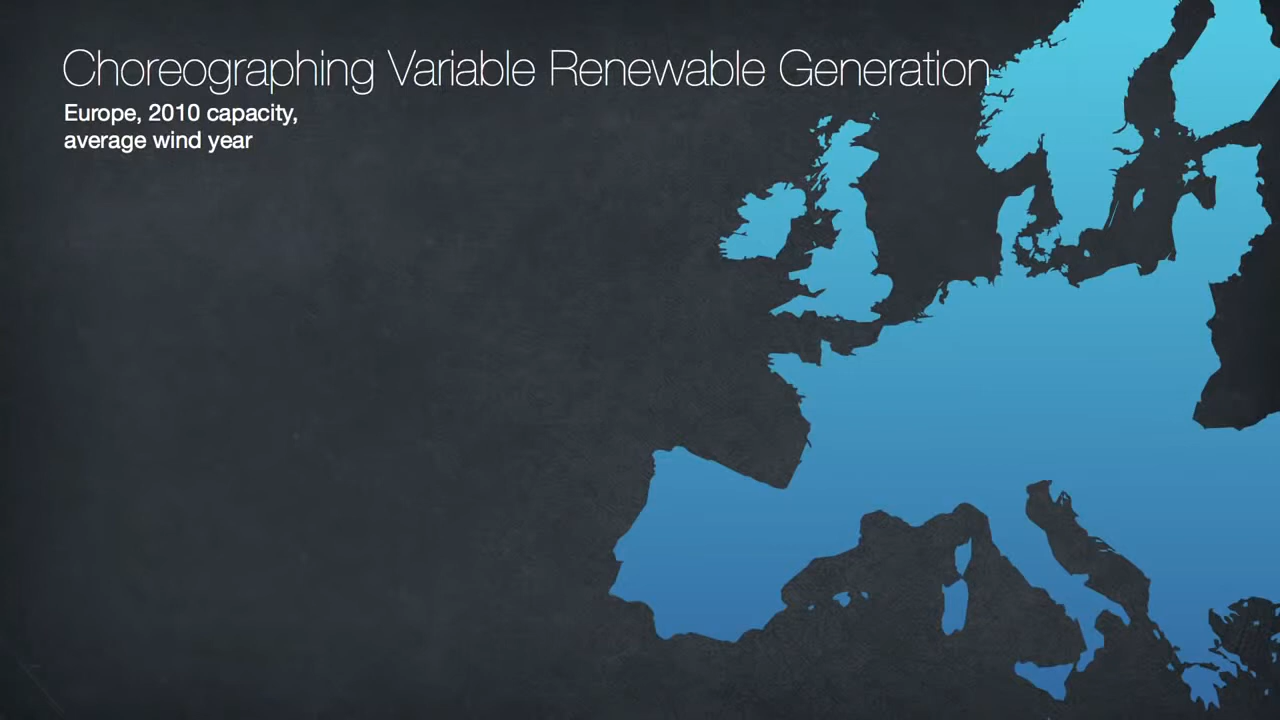 Choreographing Variable Renewable Generation
Europe, 2010 capacity,
average wind year